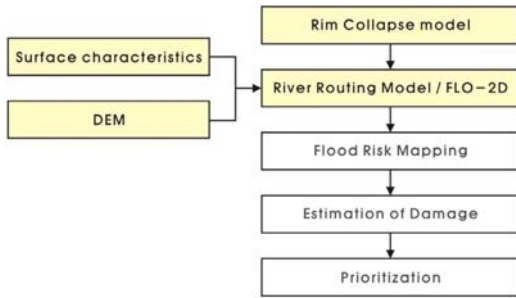 Rim Collapse model
Surface characteristics
River Routing Model / FLO-2D
DEM
Flood Risk Mapping
Estimation of Damage
Prioritization